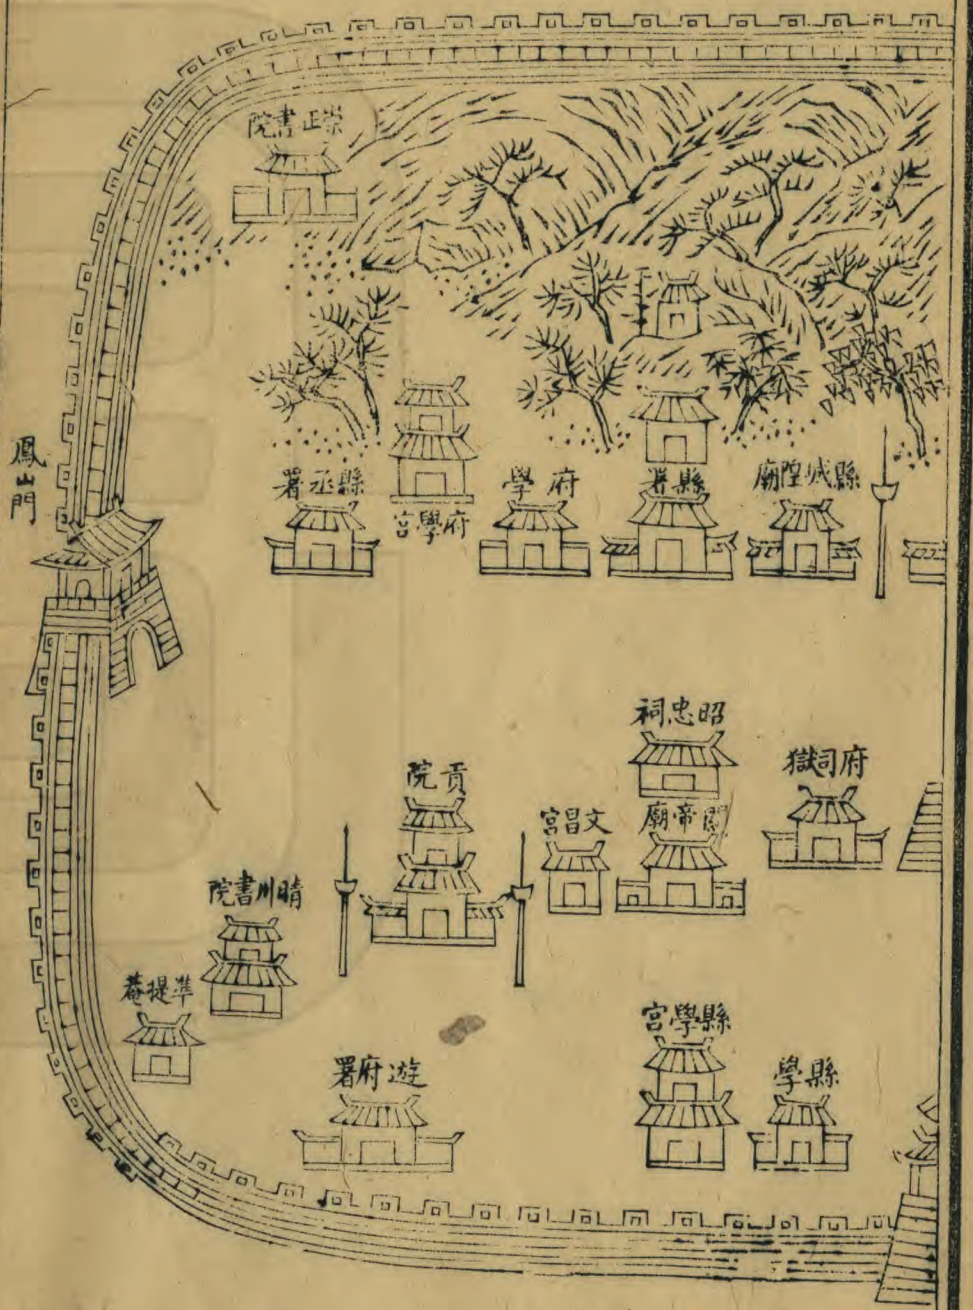 崇正書院
鳳山門
縣城隍廟
縣署
府學
府學宮
縣丞署
昭忠祠
府司獄
關帝廟
文昌宮
貢院
晴川書院
準提菴
縣學宮
縣學
遊府署